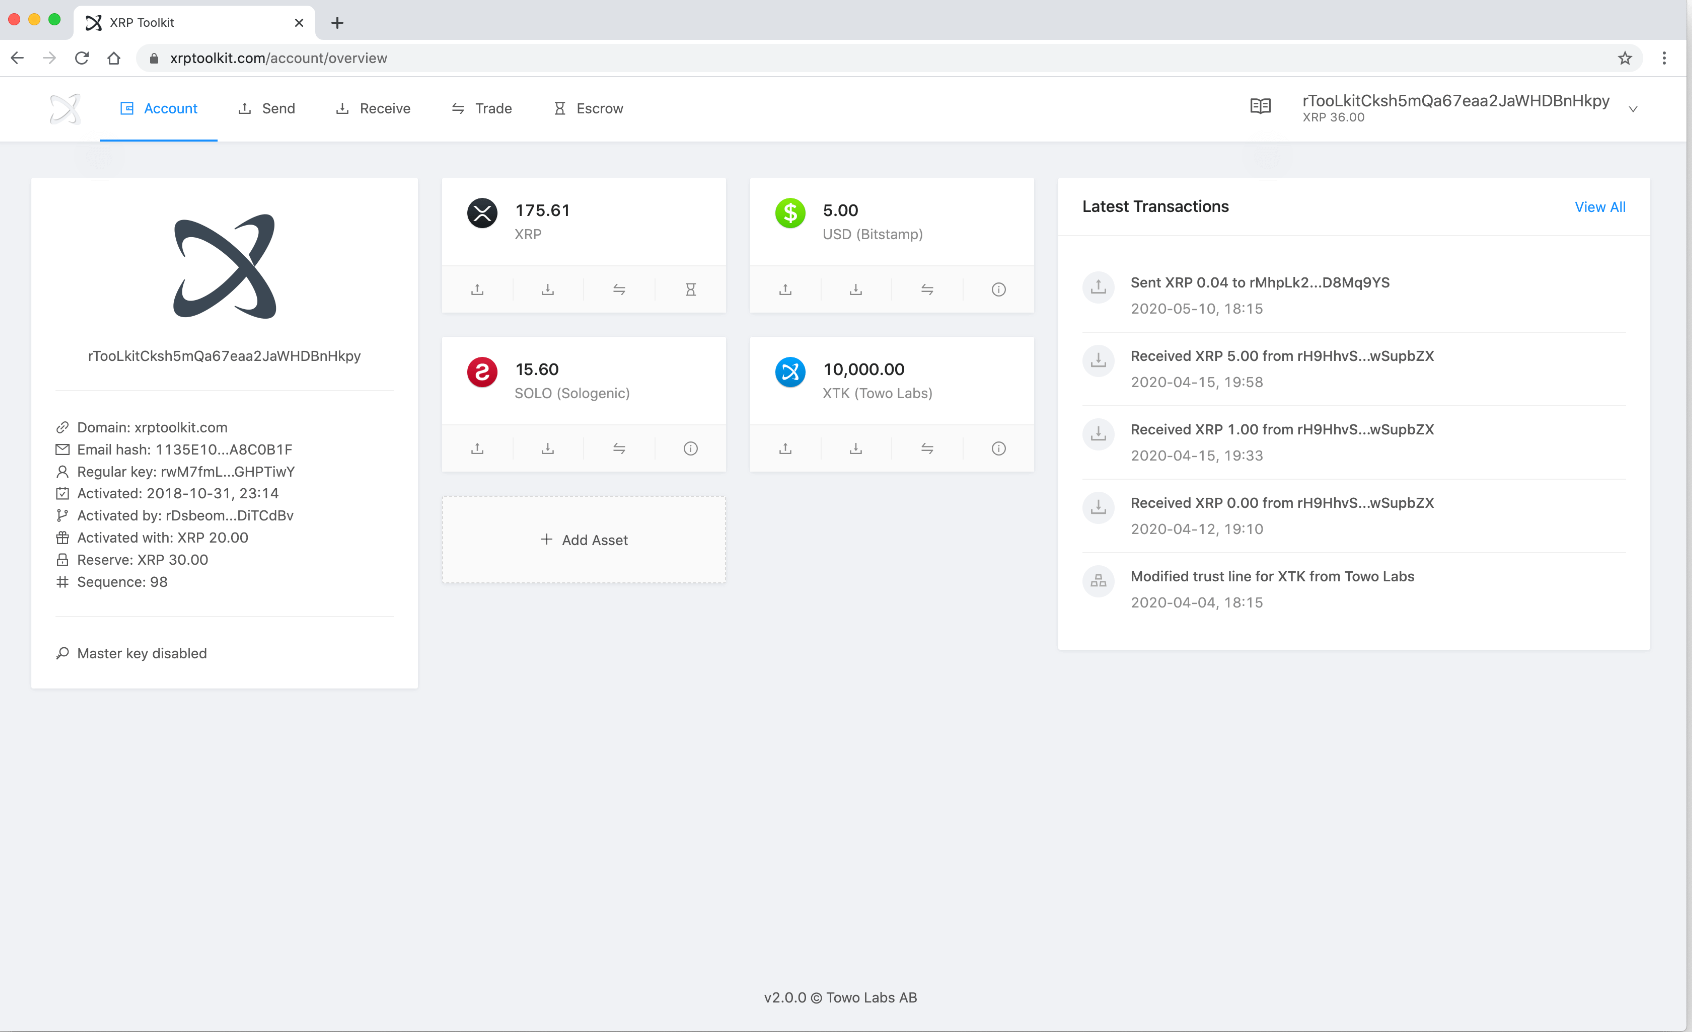 XRP Toolkit
xrptoolkit.com/account/overview
Account
Send
Receive
Trade
Escrow
rTooLkitCksh5mQa67eaa2JaWHDBnHkpy
XRP 36.00
rTooLkitCksh5mQa67eaa2JaWHDBnHkpy
Domain: xrptoolkit.com
Email hash: 1135E10...A8C0B1F
Regular key: rwM7fmL...GHPTiwY
Activated: 2018-10-31, 23:14
Activated by: rDsbeom...DiTCdBv
Activated with: XRP 20.00
Reserve: XRP 30.00
Sequence: 98
Master key disabled
175.61
XRP
5.00
USD (Bitstamp)
15.60
SOLO (Sologenic)
10,000.00
XTK (Towo Labs)
Add Asset
Latest Transactions
View All
Sent XRP 0.04 to rMhpLk2...D8Mq9YS
2020-05-10, 18:15
Received XRP 5.00 from rH9HhvS...wSupbZX
2020-04-15, 19:58
Received XRP 1.00 from rH9HhvS...wSupbZX
2020-04-15, 19:33
Received XRP 0.00 from rH9HhvS...wSupbZX
2020-04-12, 19:10
Modified trust line for XTK from Towo Labs
2020-04-04, 18:15
v2.0.0 © Towo Labs AB